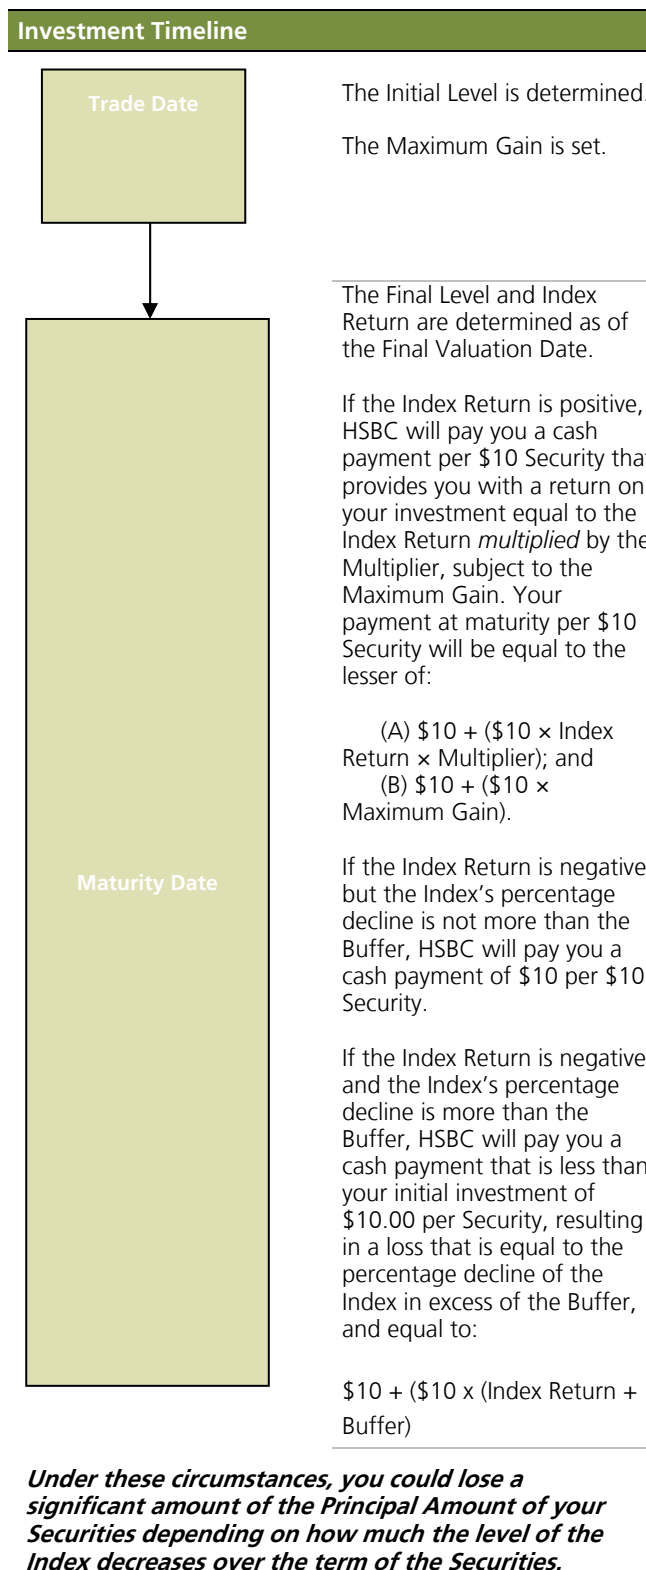 Investment Timeline
Trade Date
The Initial Level is determined.
The Maximum Gain is set.
The Final Level and Index
Return are determined as of
the Final Valuation Date.
If the Index Return is positive,
HSBC will pay you a cash
payment per $10 Security that
provides you with a return on
your investment equal to the
Index Return multiplied by the
Multiplier, subject to the
Maximum Gain. Your
payment at maturity per $10
Security will be equal to the
lesser of:
(A) $10 + ($10 × Index
Return × Multiplier); and
(B) $10 + ($10 ×
Maximum Gain).
Maturity Date
If the Index Return is negative
but the Index’s percentage
decline is not more than the
Buffer, HSBC will pay you a
cash payment of $10 per $10
Security.
If the Index Return is negative
and the Index’s percentage
decline is more than the
Buffer, HSBC will pay you a
cash payment that is less than
your initial investment of
$10.00 per Security, resulting
in a loss that is equal to the
percentage decline of the
Index in excess of the Buffer,
and equal to:
$10 + ($10 x (Index Return +
Buffer)
Under these circumstances, you could lose a
significant amount of the Principal Amount of your
Securities depending on how much the level of the
Index decreases over the term of the Securities.